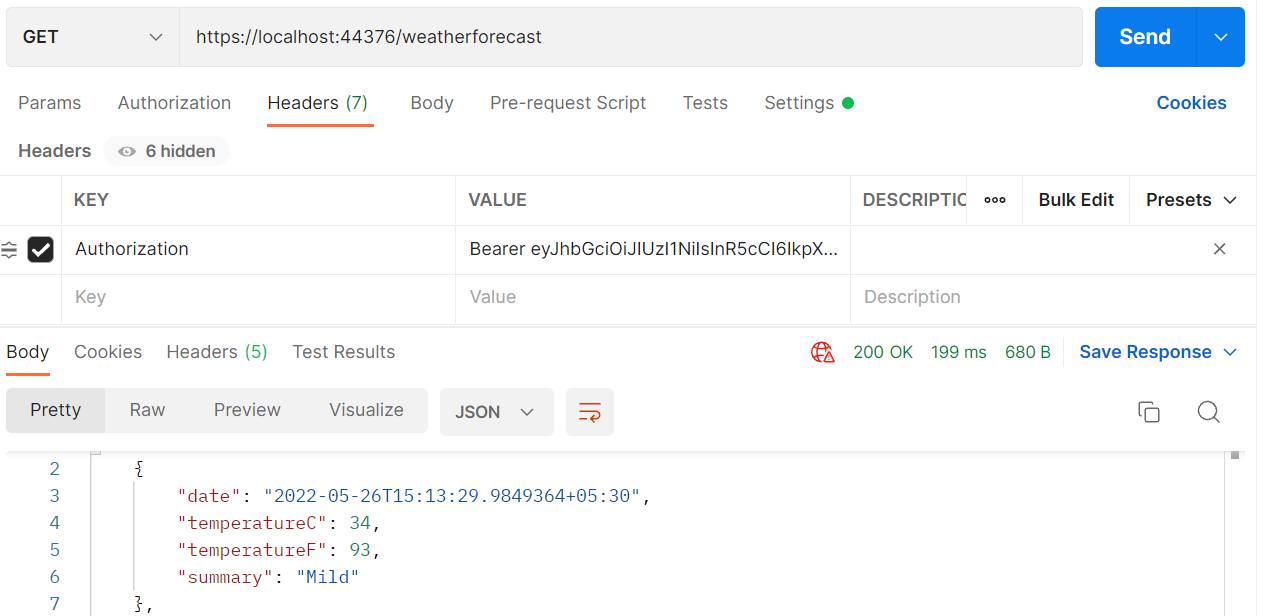 GET https://localhost:44376/weatherforecast Send
Params Authorization Headers (7) Body Pre-request Script Tests Settings Cookies
Headers 6 hidden
KEY VALUE DESCRIPTIC Bulk Edit Presets
Authorization Bearer eyJhbGciOiJIUzI1NiIsInR5cCI6IkpX...
Key Value Description
Body Cookies Headers (5) Test Results 200 OK 199 ms 680 B Save Response
Pretty Raw Preview Visualize JSON
2 {
3 "date": "2022-05-26T15:13:29.9849364+05:30",
4 "temperatureC": 34,
5 "temperatureF": 93,
6 "summary": "Mild"
7 },